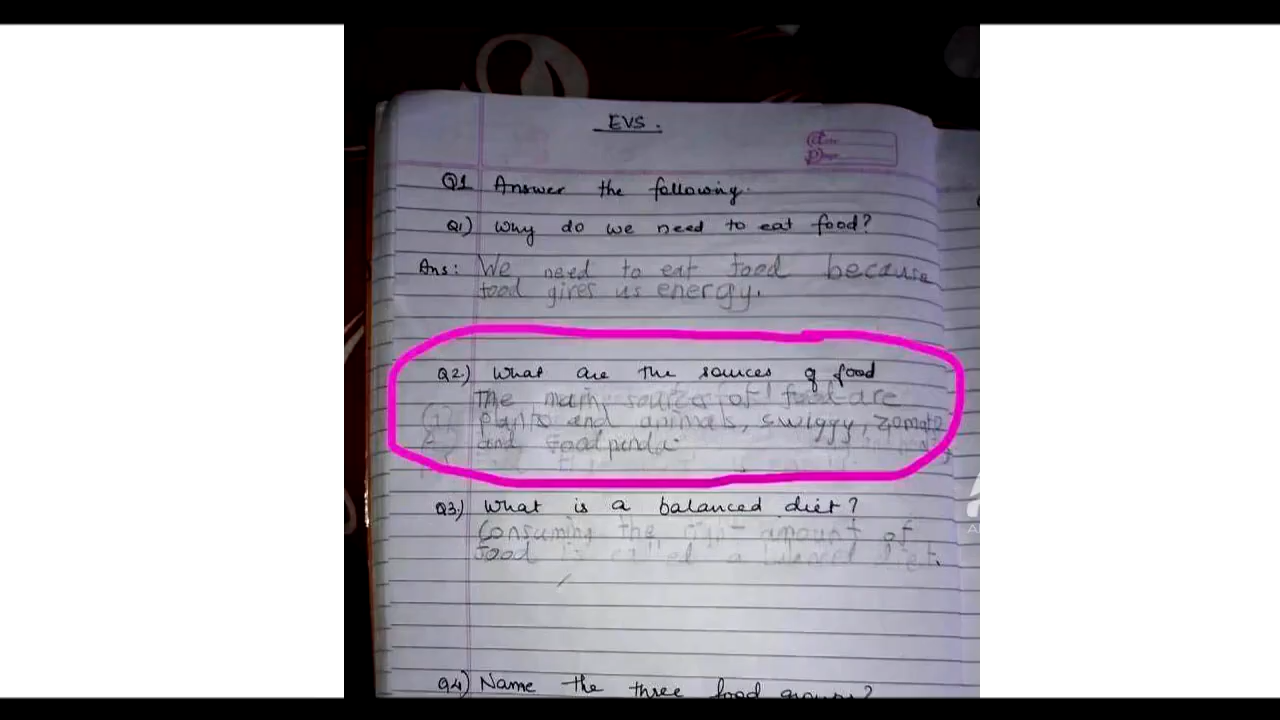 EVS.
Date
Page
Q1 Answer the following.
Q1) Why do we need to eat food?
Ans: We need to eat food because
food gives us energy.
Q2.) What are the sources of food
The main sources of food are
plants and animals, swiggy, zomato
and foodpanda.
Q3.) What is a balanced diet?
Consuming the right amount of
food is called a balanced diet.
Q4) Name the three food groups?